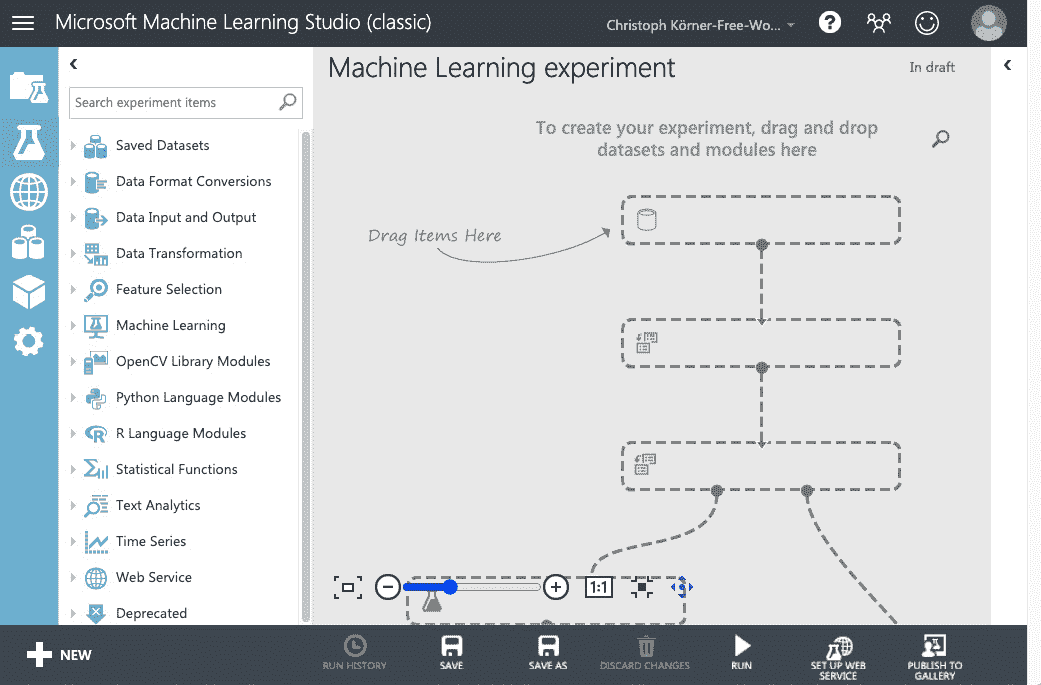 Microsoft Machine Learning Studio (classic)
Christoph Körner-Free-Wo...
?
Machine Learning experiment
In draft
Search experiment items
To create your experiment, drag and drop
datasets and modules here
Saved Datasets
Data Format Conversions
Data Input and Output
Drag Items Here
Data Transformation
Feature Selection
Machine Learning
OpenCV Library Modules
Python Language Modules
R Language Modules
Statistical Functions
Text Analytics
Time Series
Web Service
1:1
Deprecated
NEW
RUN HISTORY
SAVE
SAVE AS
DISCARD CHANGES
RUN
SET UP WEB
SERVICE
PUBLISH TO
GALLERY